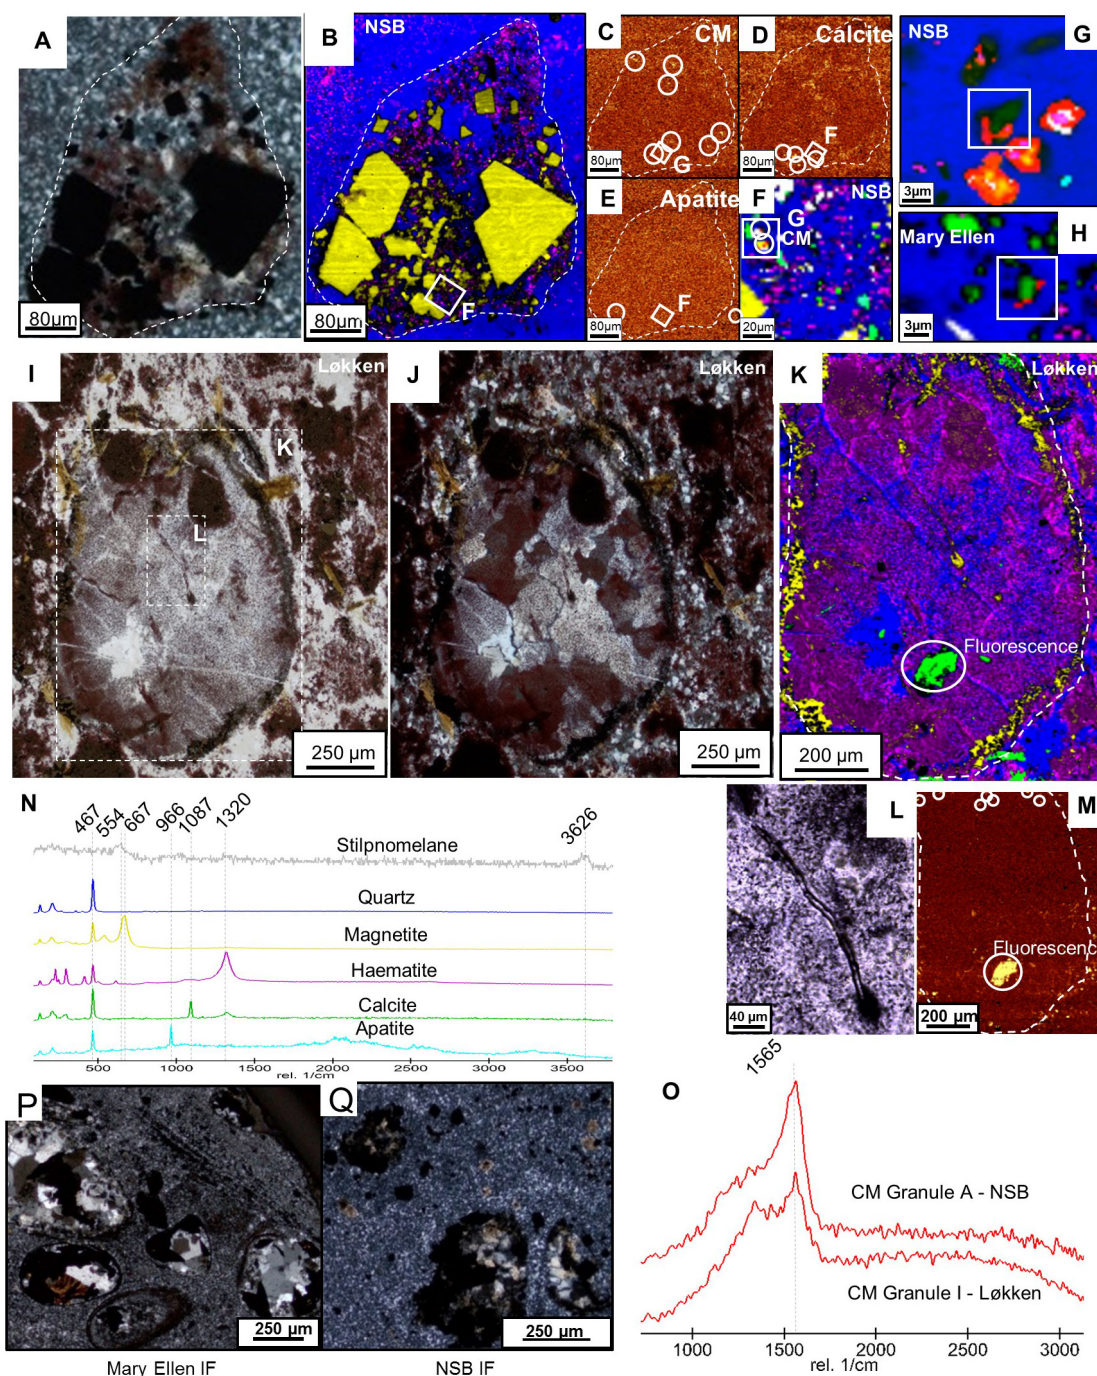 A
80µm
B
NSB
F
80µm
C
CM
G
80µm
D
Calcite
F
80µm
E
Apatite
F
80µm
F
NSB
G
CM
20µm
NSB
G
3µm
Mary Ellen
H
3µm
I
Løkken
K
L
250 µm
J
Løkken
250 µm
K
Løkken
Fluorescence
200 µm
N
467
554
667
966
1087
1320
3626
Stilpnomelane
Quartz
Magnetite
Haematite
Calcite
Apatite
500
1000
1500
2000
2500
3000
3500
rel. 1/cm
L
40 µm
M
Fluorescenc
200 µm
P
250 µm
Mary Ellen IF
Q
250 µm
NSB IF
O
1565
CM Granule A - NSB
CM Granule I - Løkken
1000
1500
2000
2500
3000
rel. 1/cm